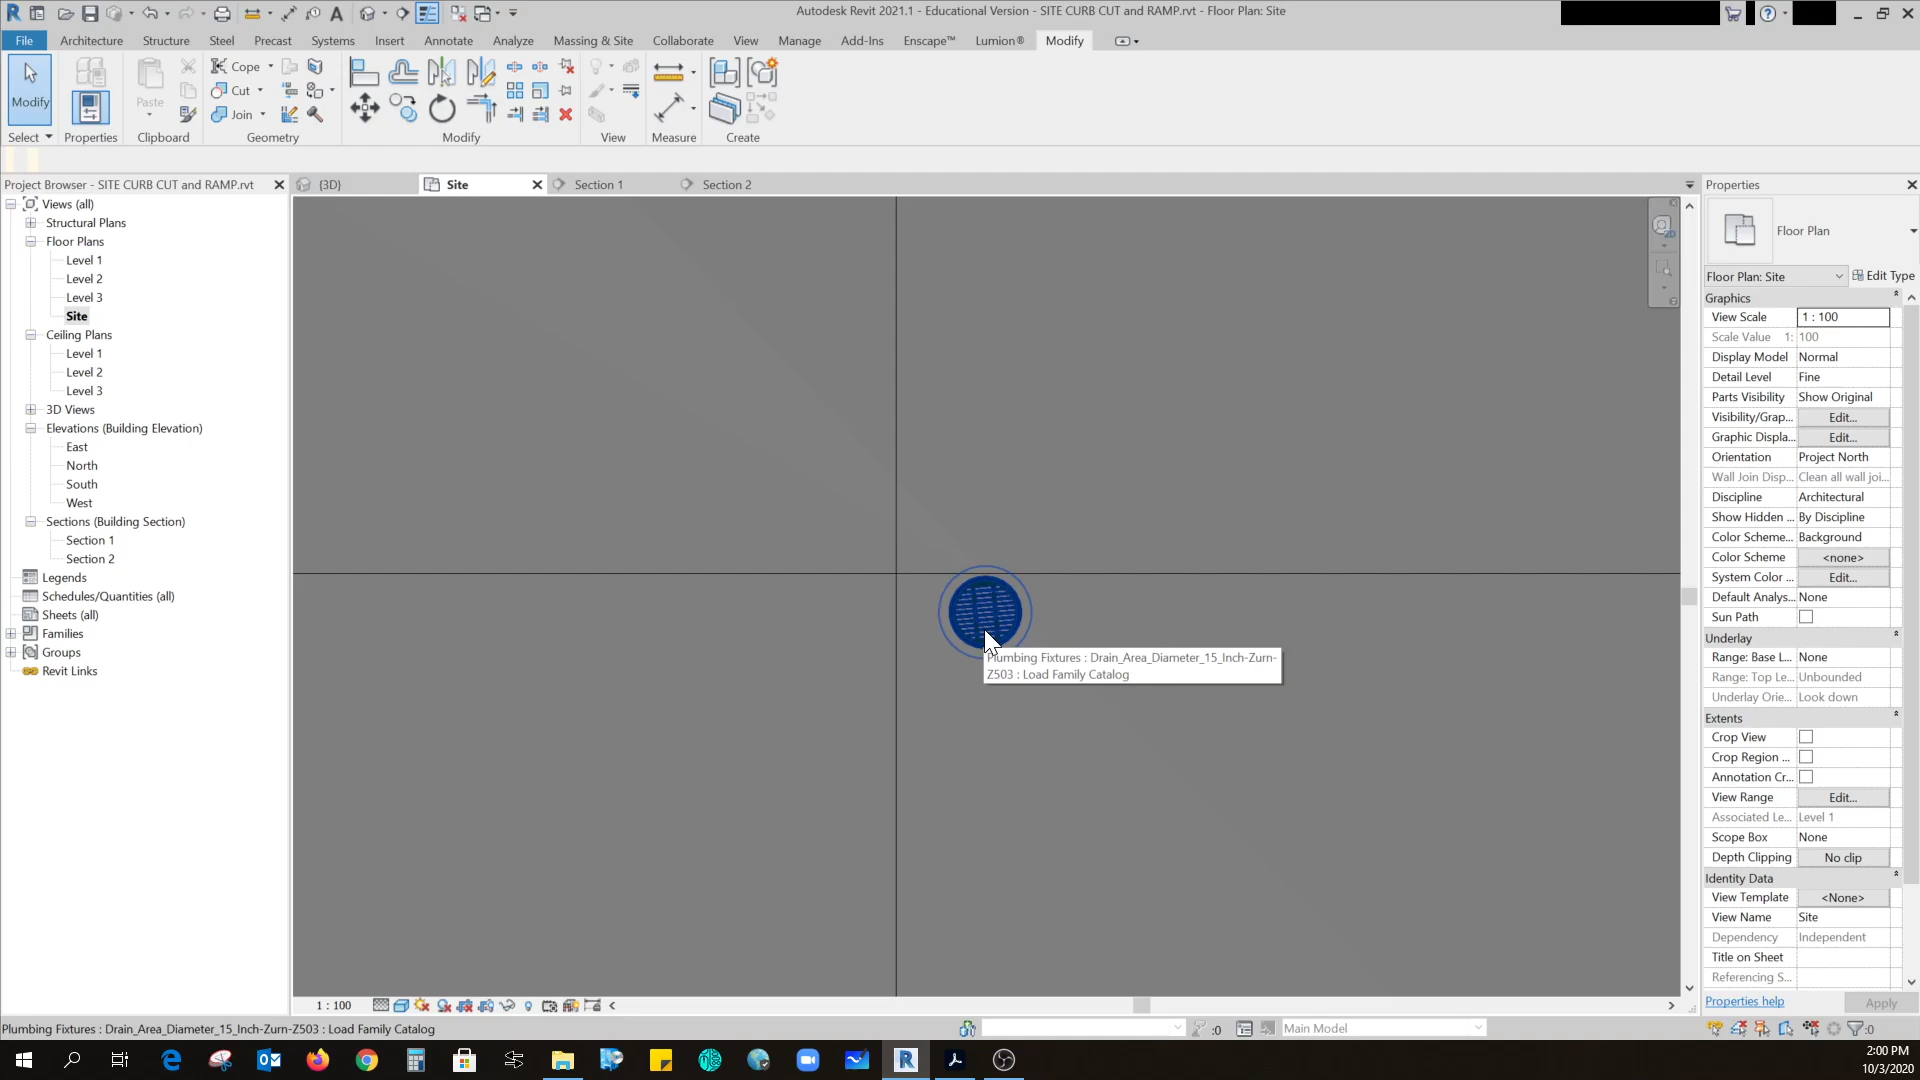 Autodesk Revit 2021.1 - Educational Version - SITE CURB CUT and RAMP.rvt - Floor Plan: Site
File Architecture Structure Steel Precast Systems Insert Annotate Analyze Massing & Site Collaborate View Manage Add-Ins Enscape™ Lumion® Modify
Modify
Paste
Cope
Cut
Join
Select Properties Clipboard Geometry Modify View Measure Create
Project Browser - SITE CURB CUT and RAMP.rvt
{3D} Site Section 1 Section 2
Views (all)
Structural Plans
Floor Plans
Level 1
Level 2
Level 3
Site
Ceiling Plans
Level 1
Level 2
Level 3
3D Views
Elevations (Building Elevation)
East
North
South
West
Sections (Building Section)
Section 1
Section 2
Legends
Schedules/Quantities (all)
Sheets (all)
Families
Groups
Revit Links
2D
Plumbing Fixtures : Drain_Area_Diameter_15_Inch-Zurn-
Z503 : Load Family Catalog
Properties
Floor Plan
Floor Plan: Site Edit Type
Graphics
View Scale 1 : 100
Scale Value 1: 100
Display Model Normal
Detail Level Fine
Parts Visibility Show Original
Visibility/Grap... Edit...
Graphic Displa... Edit...
Orientation Project North
Wall Join Disp... Clean all wall joi...
Discipline Architectural
Show Hidden ... By Discipline
Color Scheme... Background
Color Scheme <none>
System Color ... Edit...
Default Analys... None
Sun Path
Underlay
Range: Base L... None
Range: Top Le... Unbounded
Underlay Orie... Look down
Extents
Crop View
Crop Region ...
Annotation Cr...
View Range Edit...
Associated Le... Level 1
Scope Box None
Depth Clipping No clip
Identity Data
View Template <None>
View Name Site
Dependency Independent
Title on Sheet
Referencing S...
Properties help Apply
1 : 100
Plumbing Fixtures : Drain_Area_Diameter_15_Inch-Zurn-Z503 : Load Family Catalog
:0 Main Model :0
2:00 PM
10/3/2020